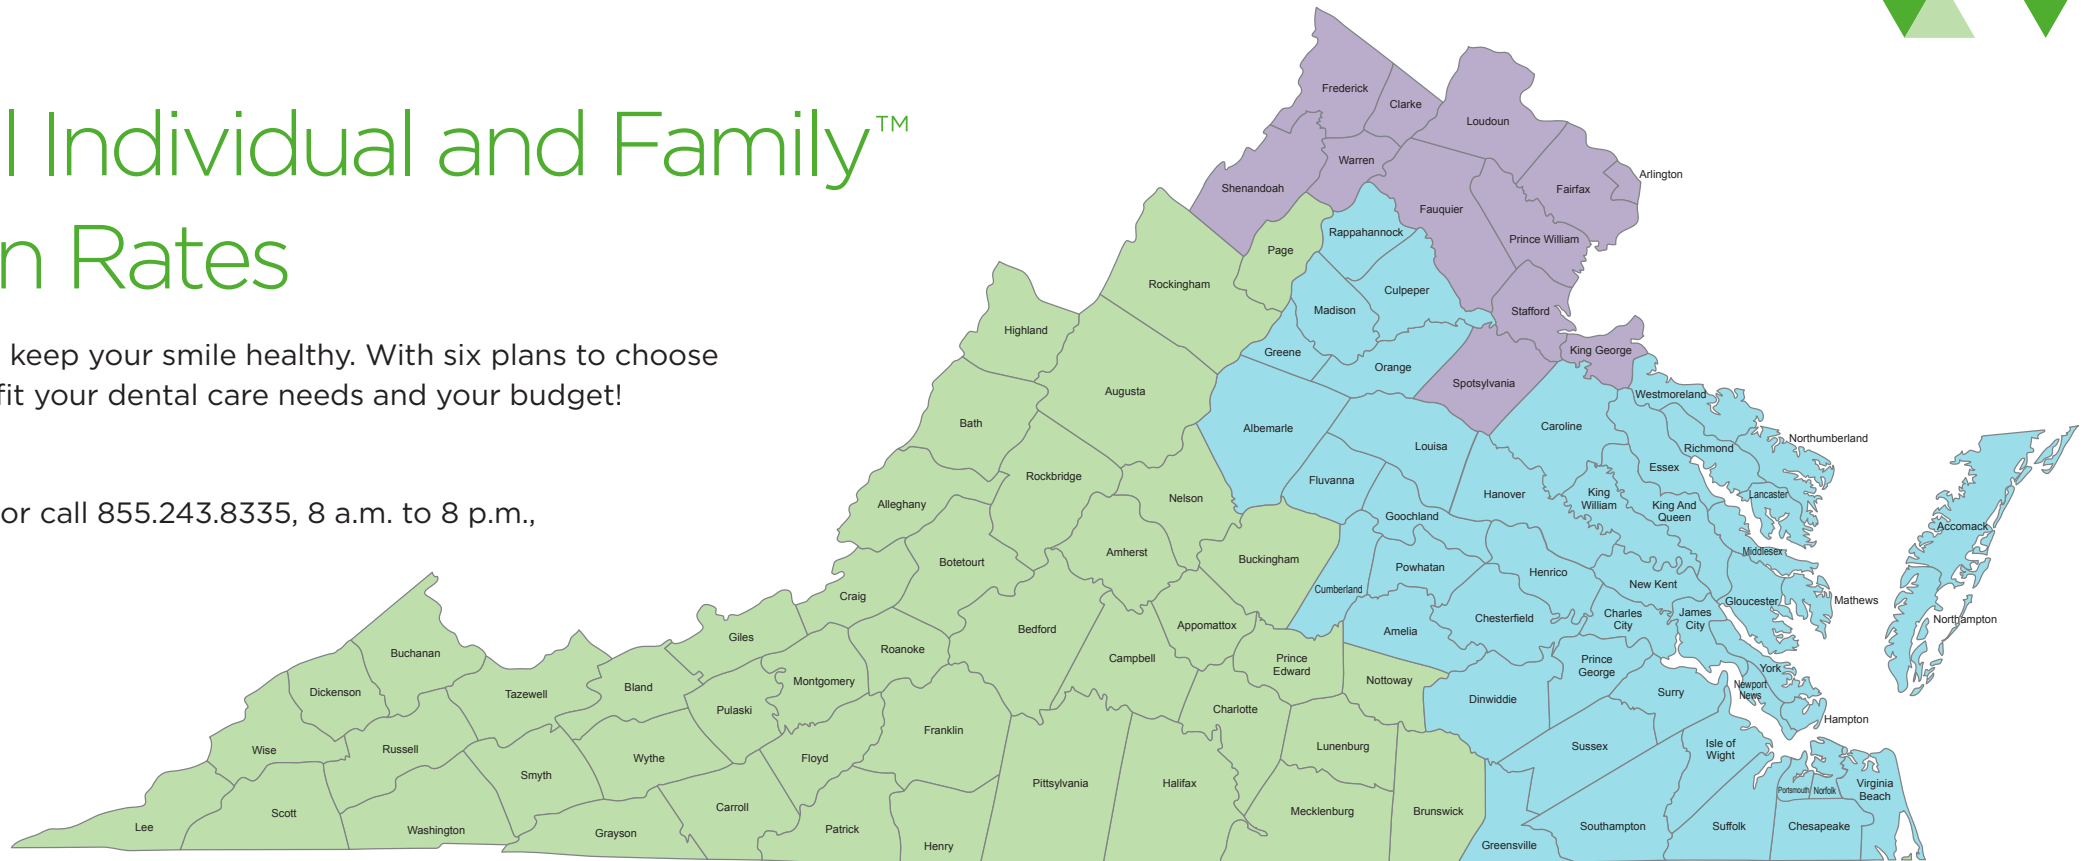 l Individual and Family™
n Rates
keep your smile healthy. With six plans to choose
fit your dental care needs and your budget!
or call 855.243.8335, 8 a.m. to 8 p.m.,
Frederick
Clarke
Loudoun
Warren
Shenandoah
Fauquier
Fairfax
Arlington
Prince William
Stafford
King George
Spotsylvania
Page
Rappahannock
Rockingham
Culpeper
Madison
Highland
Greene
Orange
Augusta
Westmoreland
Bath
Albemarle
Louisa
Caroline
Richmond
Northumberland
Essex
Rockbridge
Fluvanna
Nelson
Hanover
King
William
King And
Queen
Lancaster
Alleghany
Goochland
Accomack
Amherst
Buckingham
Middlesex
Botetourt
Powhatan
Henrico
New Kent
Cumberland
Craig
Gloucester
Mathews
Chesterfield
Charles
City
James
City
Northampton
Bedford
Appomattox
Amelia
Giles
Roanoke
Buchanan
Campbell
Prince
Edward
Prince
George
York
Nottoway
Newport
News
Montgomery
Bland
Dickenson
Tazewell
Surry
Dinwiddie
Pulaski
Charlotte
Hampton
Franklin
Wise
Russell
Wythe
Floyd
Lunenburg
Sussex
Isle of
Wight
Smyth
Pittsylvania
Halifax
Virginia
Beach
Portsmouth
Norfolk
Carroll
Scott
Mecklenburg
Brunswick
Lee
Washington
Grayson
Patrick
Southampton
Suffolk
Chesapeake
Henry
Greensville